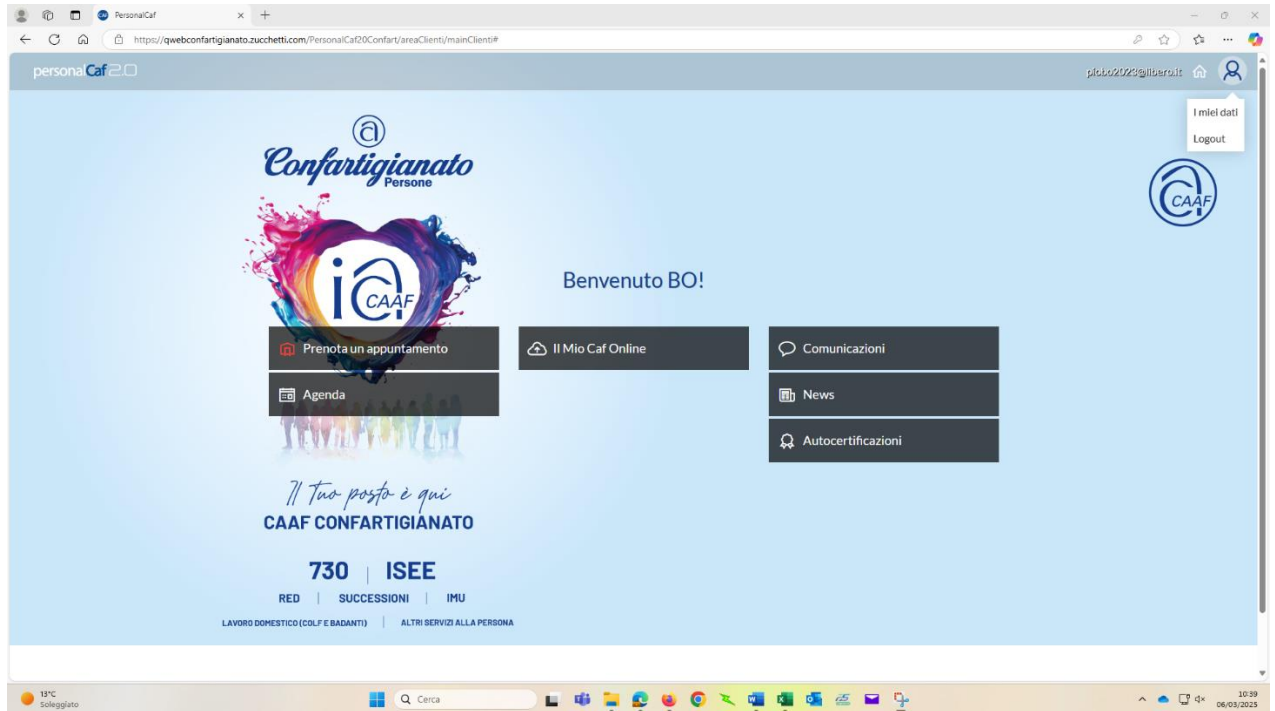 PersonalCaf
https://qwebconfartigianato.zucchetti.com/PersonalCaf20Confart/areaClienti/mainClienti#
personalCaf2.0
I miei dati
Logout
a
Confartigianato
Persone
CAAF
i a CAAF
Benvenuto BO!
Prenota un appuntamento
Il Mio Caf Online
Comunicazioni
Agenda
News
Autocertificazioni
Il Tuo posto è qui
CAAF CONFARTIGIANATO
730 | ISEE
RED | SUCCESSIONI | IMU
LAVORO DOMESTICO (COLF E BADANTI) | ALTRI SERVIZI ALLA PERSONA
13°C
Soleggiato
Cerca
10:39
06/03/2025